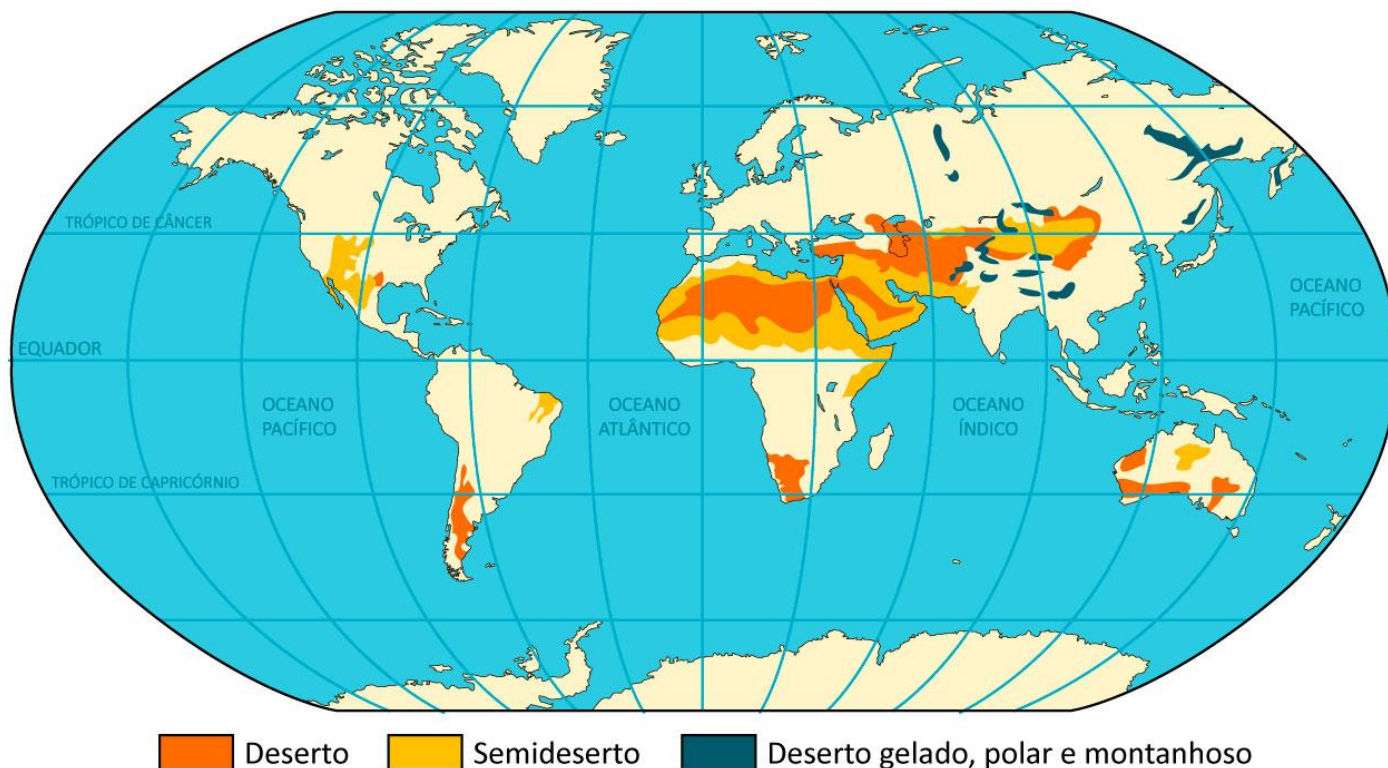 TRÓPICO DE CÂNCER
OCEANO
PACÍFICO
EQUADOR
OCEANO
PACÍFICO
OCEANO
ATLÂNTICO
OCEANO
ÍNDICO
TRÓPICO DE CAPRICÓRNIO
Deserto
Semideserto
Deserto gelado, polar e montanhoso